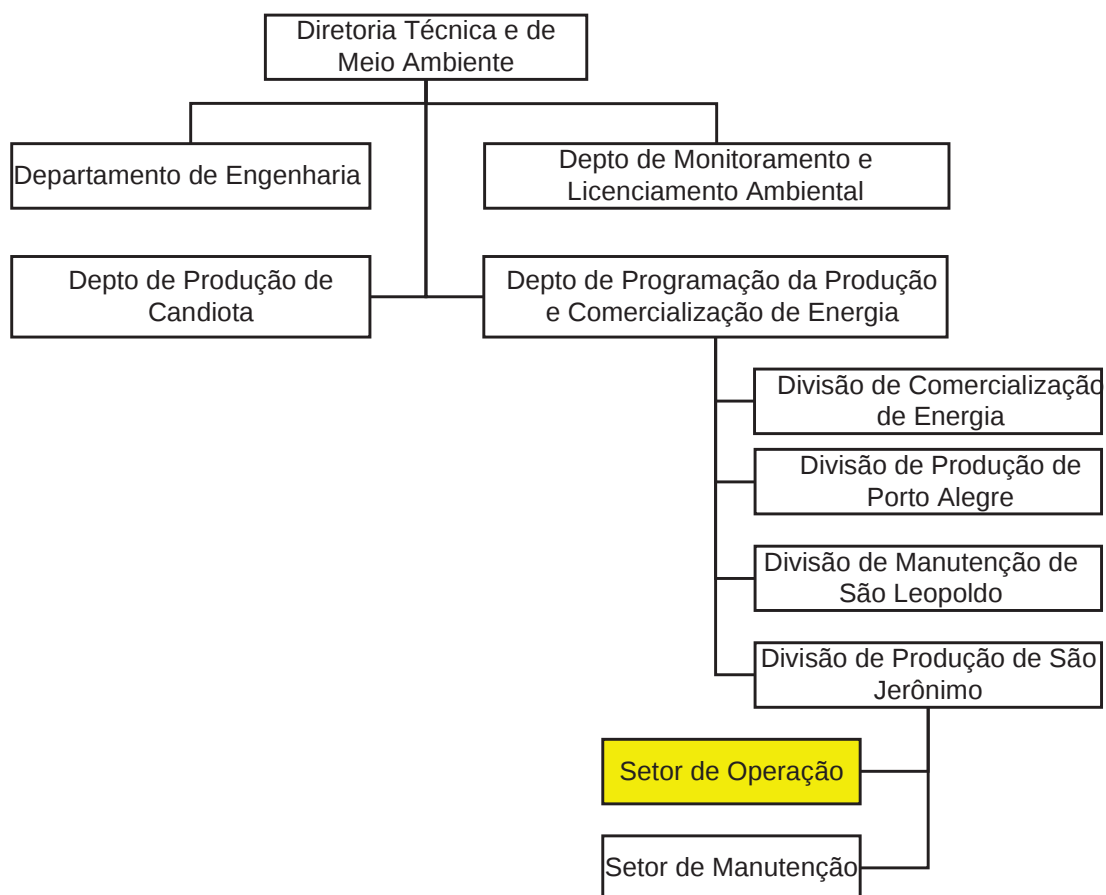 Diretoria Técnica e de
Meio Ambiente
Departamento de Engenharia
Depto de Monitoramento e
Licenciamento Ambiental
Depto de Produção de
Candiota
Depto de Programação da Produção
e Comercialização de Energia
Divisão de Comercialização
de Energia
Divisão de Produção de
Porto Alegre
Divisão de Manutenção de
São Leopoldo
Divisão de Produção de São
Jerônimo
Setor de Operação
Setor de Manutenção